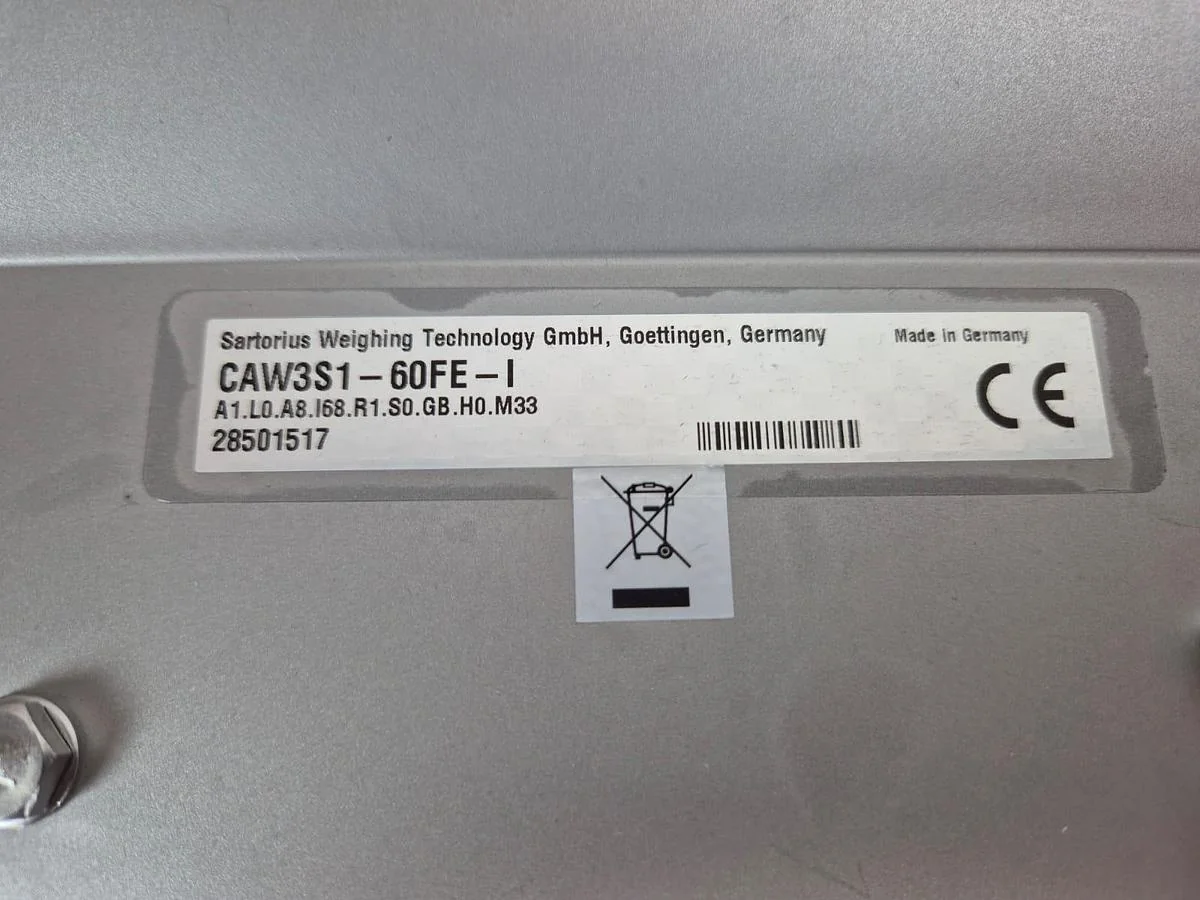 Sartorius Weighing Technology GmbH, Goettingen, Germany
Made in Germany
CAW3S1-60FE-I
A1.L0.A8.I68.R1.S0.GB.H0.M33
28501517
CE